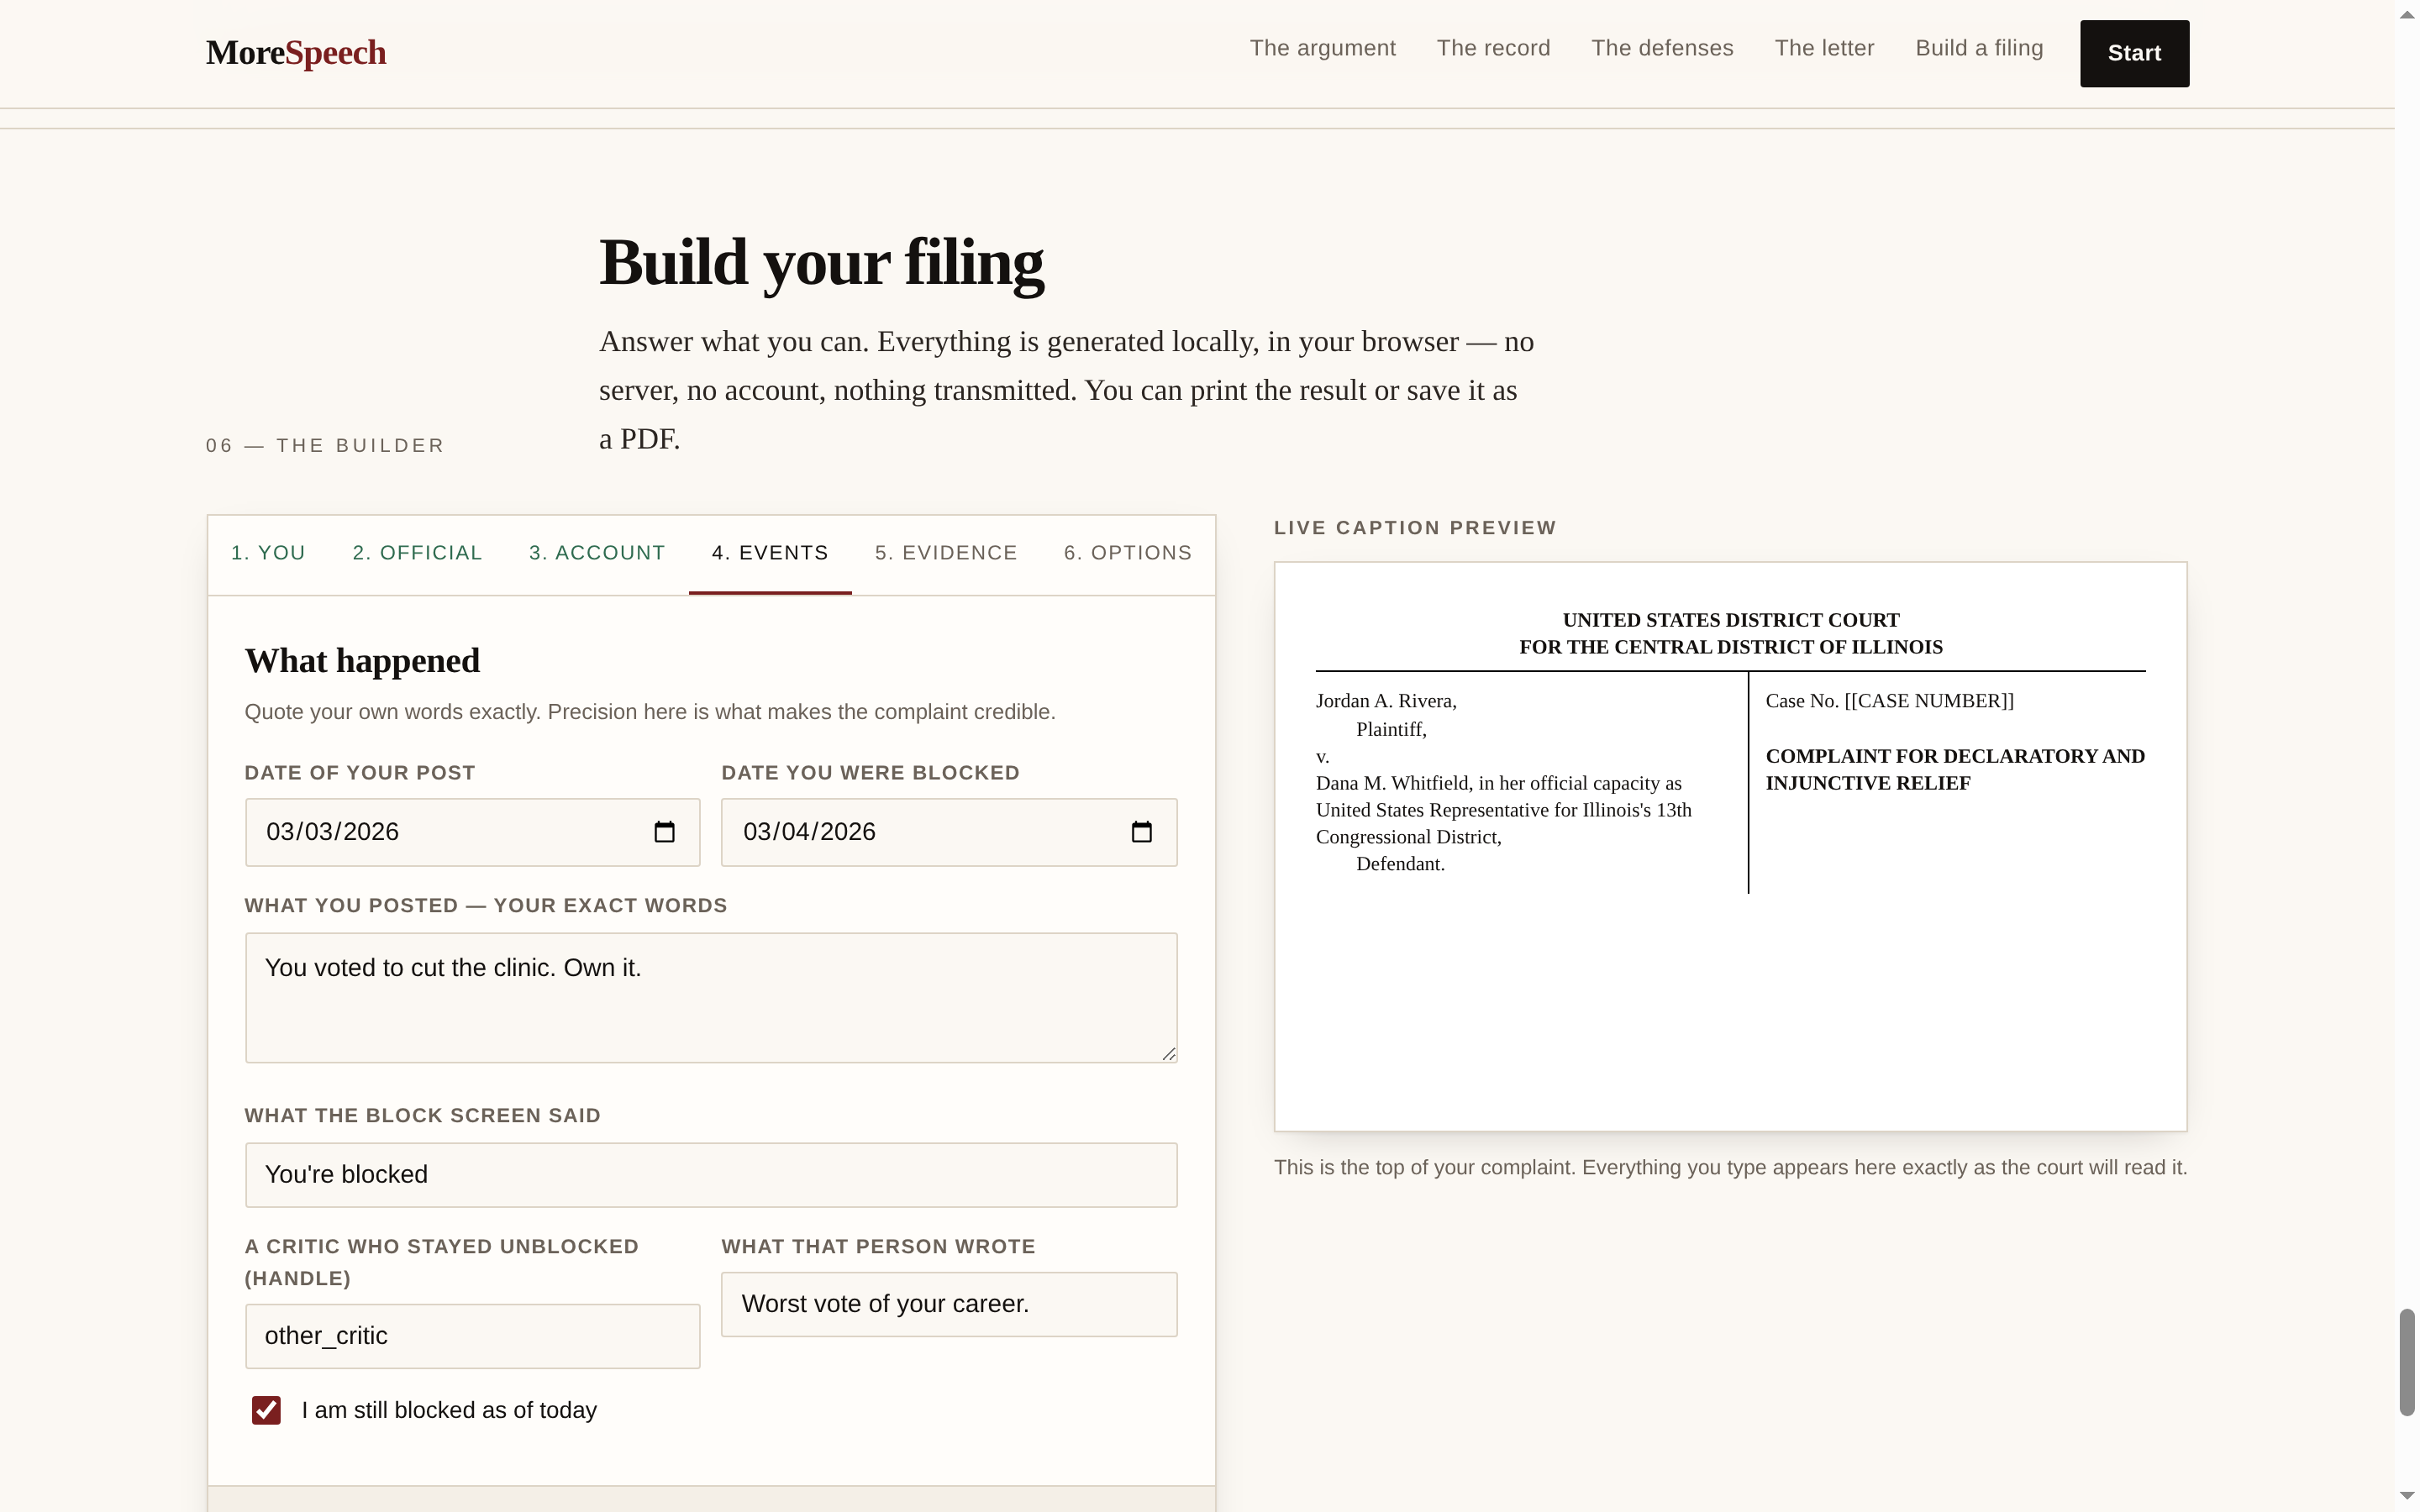 MoreSpeech
The argument
The record
The defenses
The letter
Build a filing
Start
Build your filing
Answer what you can. Everything is generated locally, in your browser — no
server, no account, nothing transmitted. You can print the result or save it as
a PDF.
06 — THE BUILDER
1. YOU
2. OFFICIAL
3. ACCOUNT
4. EVENTS
5. EVIDENCE
6. OPTIONS
What happened
Quote your own words exactly. Precision here is what makes the complaint credible.
DATE OF YOUR POST
03/03/2026
DATE YOU WERE BLOCKED
03/04/2026
WHAT YOU POSTED — YOUR EXACT WORDS
You voted to cut the clinic. Own it.
WHAT THE BLOCK SCREEN SAID
You're blocked
A CRITIC WHO STAYED UNBLOCKED
(HANDLE)
other_critic
WHAT THAT PERSON WROTE
Worst vote of your career.
I am still blocked as of today
LIVE CAPTION PREVIEW
UNITED STATES DISTRICT COURT
FOR THE CENTRAL DISTRICT OF ILLINOIS
Jordan A. Rivera,
Plaintiff,
v.
Dana M. Whitfield, in her official capacity as
United States Representative for Illinois's 13th
Congressional District,
Defendant.
Case No. [[CASE NUMBER]]
COMPLAINT FOR DECLARATORY AND
INJUNCTIVE RELIEF
This is the top of your complaint. Everything you type appears here exactly as the court will read it.